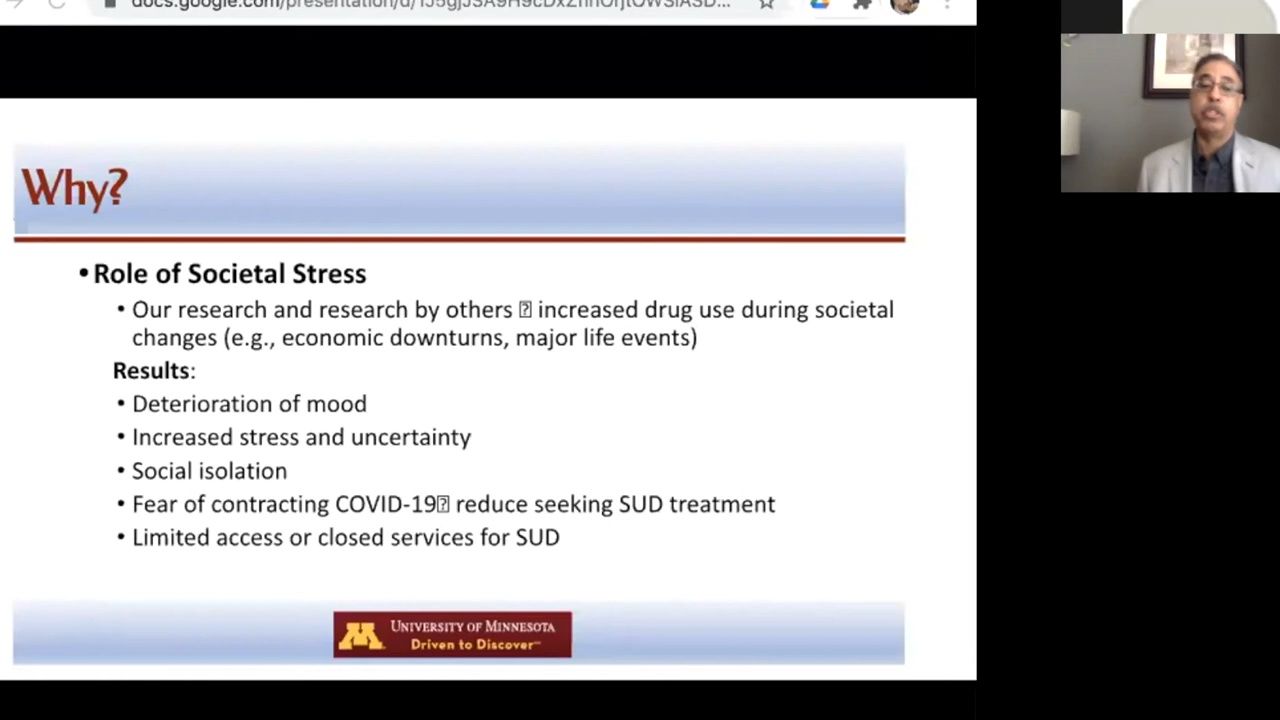 Why?
• Role of Societal Stress
• Our research and research by others ⍰ increased drug use during societal
changes (e.g., economic downturns, major life events)
Results:
• Deterioration of mood
• Increased stress and uncertainty
• Social isolation
• Fear of contracting COVID-19⍰ reduce seeking SUD treatment
• Limited access or closed services for SUD
UNIVERSITY OF MINNESOTA
Driven to Discover℠